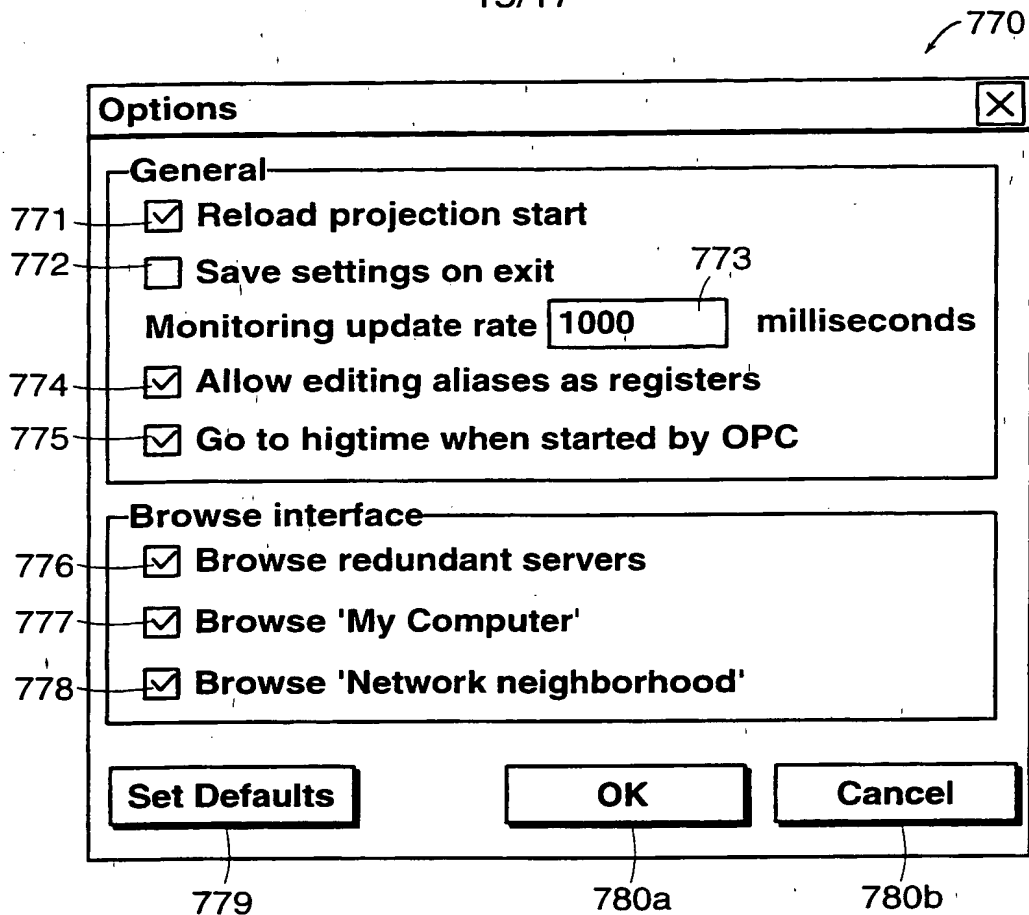 770
Options
General
771 Reload projection start
772 Save settings on exit
773
Monitoring update rate 1000 milliseconds
774 Allow editing aliases as registers
775 Go to higtime when started by OPC
Browse interface
776 Browse redundant servers
777 Browse 'My Computer'
778 Browse 'Network neighborhood'
Set Defaults OK Cancel
779 780a 780b